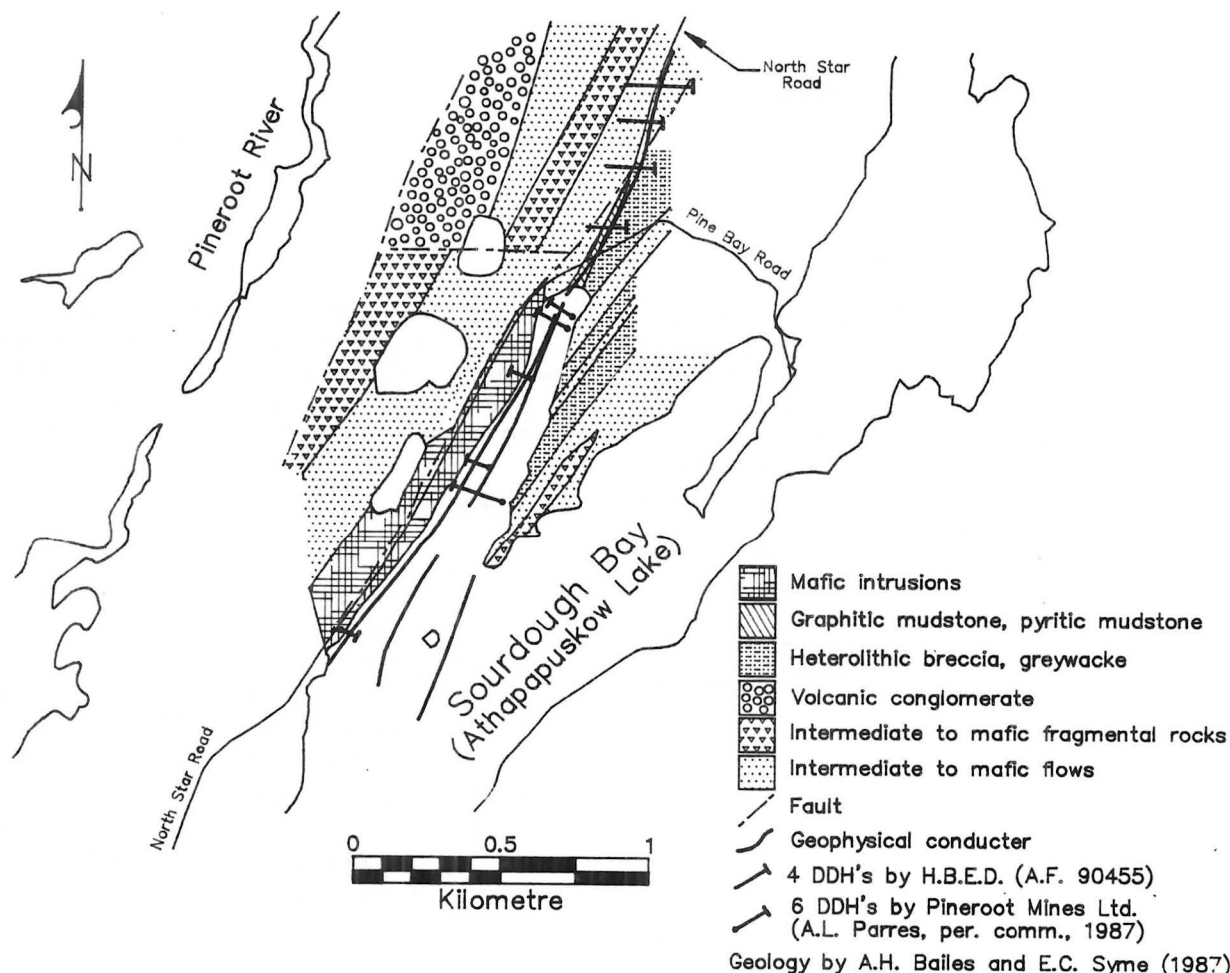 North Star
Road
N
Pineroot River
Pine Bay Road
D
Sourdough Bay
(Athapapuskow Lake)
North Star Road
0 0.5 1
Kilometre
Mafic intrusions
Graphitic mudstone, pyritic mudstone
Heterolithic breccia, greywacke
Volcanic conglomerate
Intermediate to mafic fragmental rocks
Intermediate to mafic flows
Fault
Geophysical conducter
4 DDH's by H.B.E.D. (A.F. 90455)
6 DDH's by Pineroot Mines Ltd.
(A.L. Parres, per. comm., 1987)
Geology by A.H. Bailes and E.C. Syme (1987)